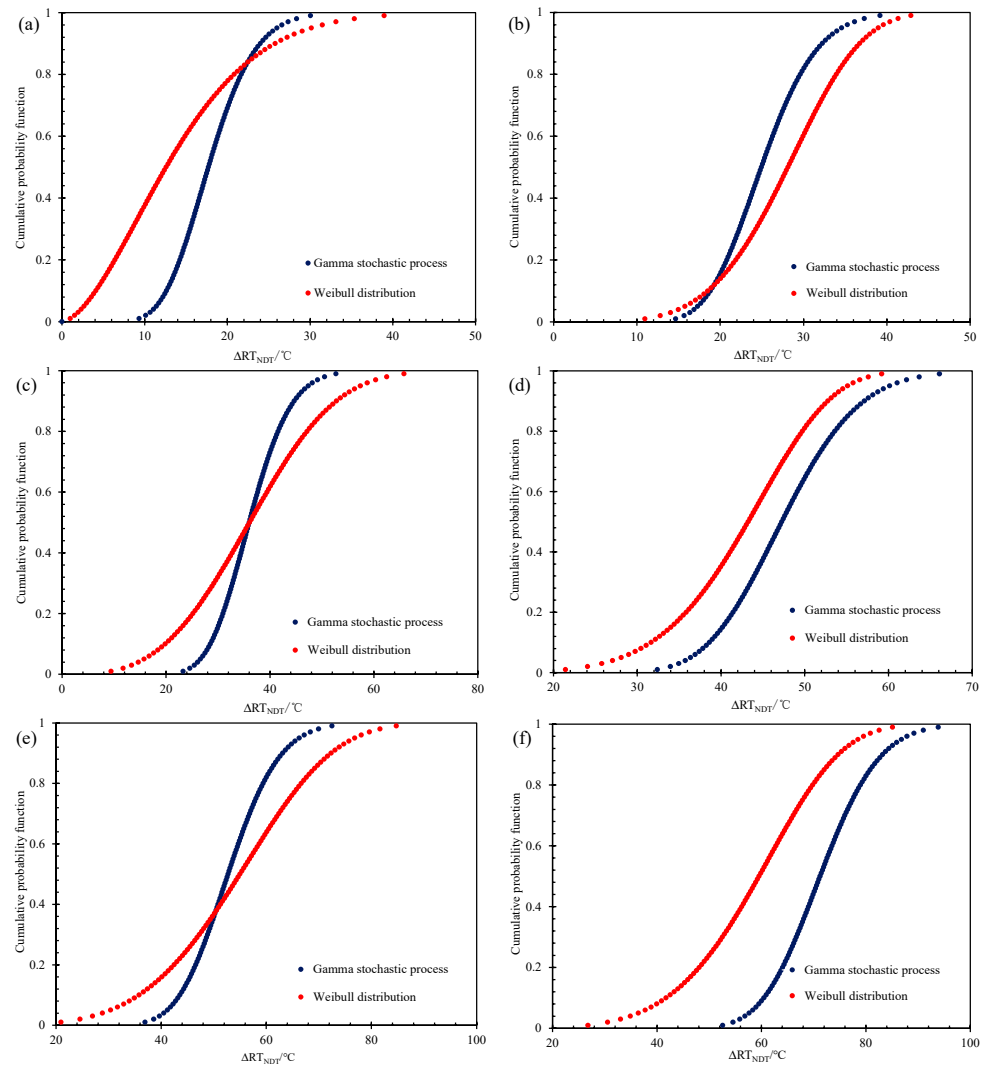 (a)
Cumulative probability function
1
0.8
0.6
0.4
0.2
0
0 10 20 30 40 50
Gamma stochastic process
Weibull distribution
ΔRT_NDT/℃
(b)
Cumulative probability function
1
0.8
0.6
0.4
0.2
0
0 10 20 30 40 50
Gamma stochastic process
Weibull distribution
ΔRT_NDT/℃
(c)
Cumulative probability function
1
0.8
0.6
0.4
0.2
0
0 20 40 60 80
Gamma stochastic process
Weibull distribution
ΔRT_NDT/℃
(d)
Cumulative probability function
1
0.8
0.6
0.4
0.2
0
20 30 40 50 60 70
Gamma stochastic process
Weibull distribution
ΔRT_NDT/℃
(e)
Cumulative probability function
1
0.8
0.6
0.4
0.2
0
20 40 60 80 100
Gamma stochastic process
Weibull distribution
ΔRT_NDT/°C
(f)
Cumulative probability function
1
0.8
0.6
0.4
0.2
0
20 40 60 80 100
Gamma stochastic process
Weibull distribution
ΔRT_NDT/°C